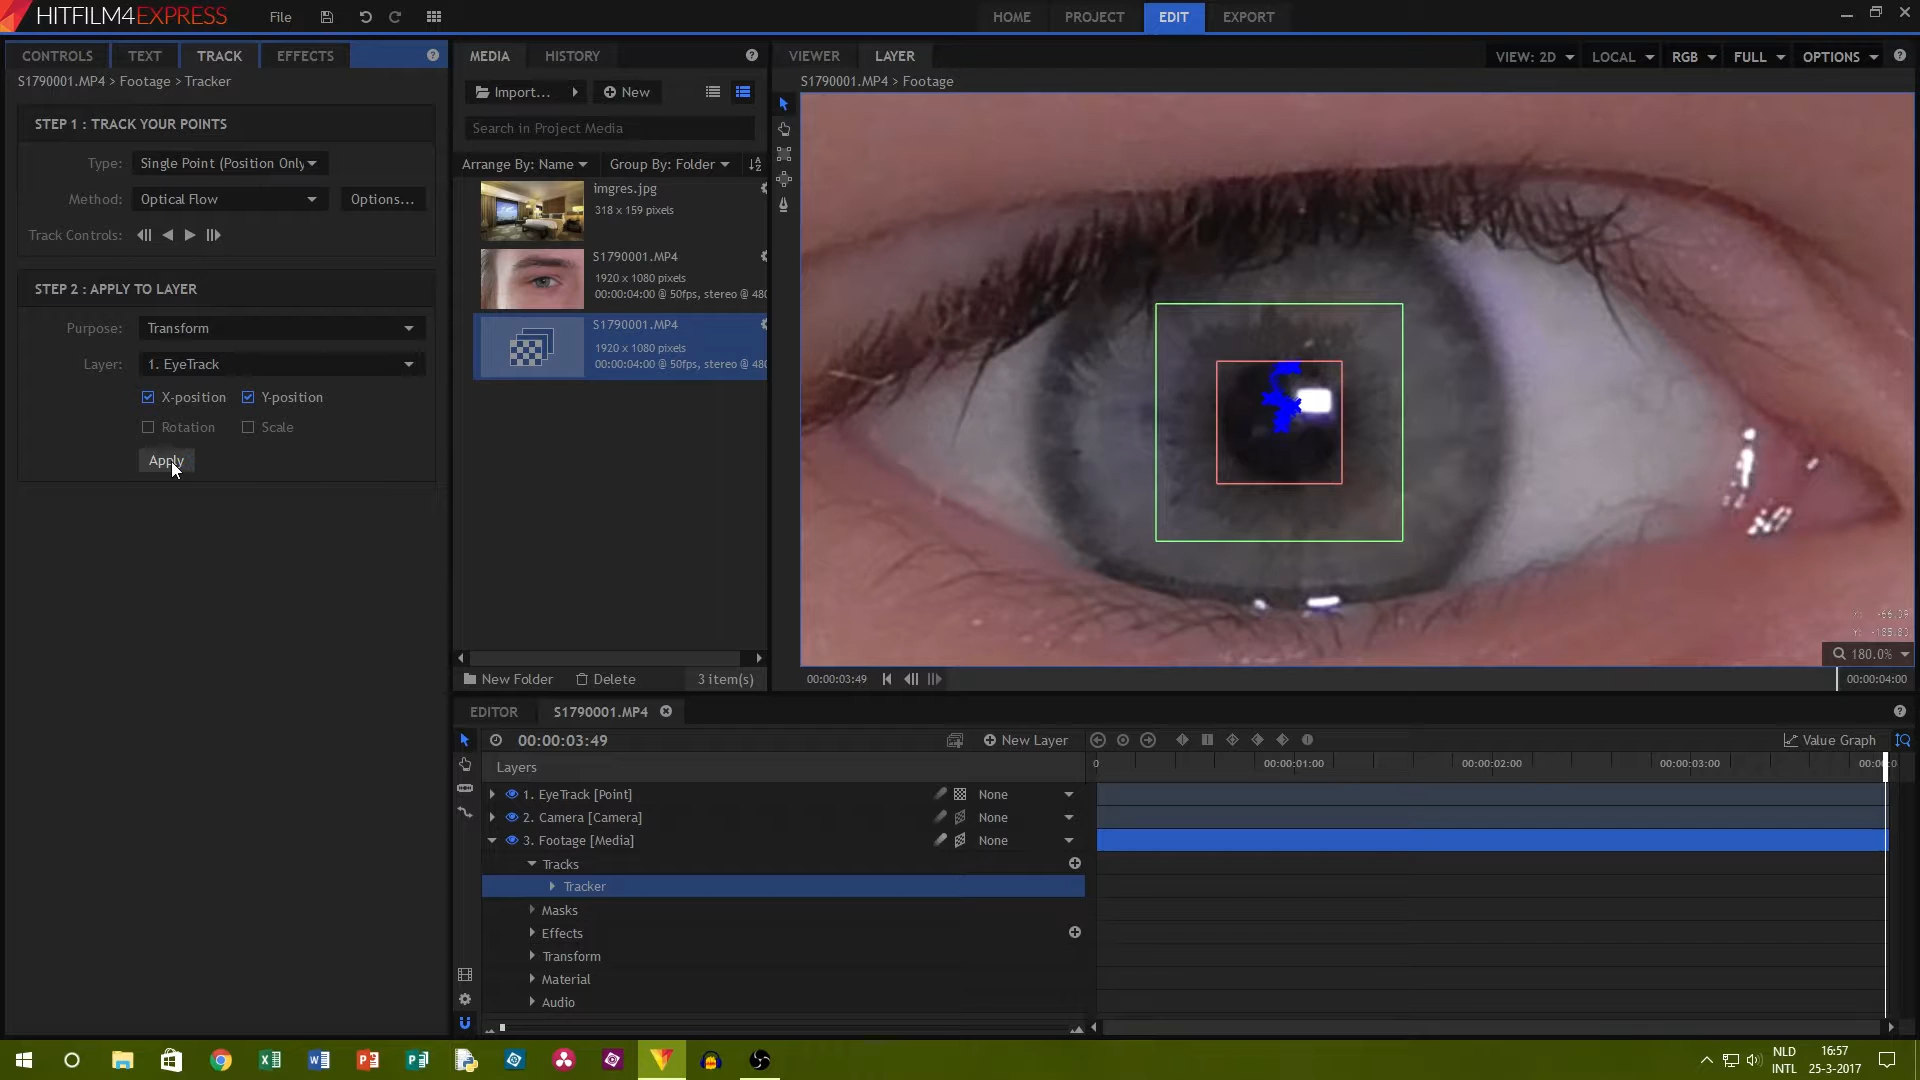 HITFILM4EXPRESS
File
HOME
PROJECT
EDIT
EXPORT
CONTROLS
TEXT
TRACK
EFFECTS
MEDIA
HISTORY
VIEWER
LAYER
VIEW: 2D
LOCAL
RGB
FULL
OPTIONS
S1790001.MP4 > Footage > Tracker
S1790001.MP4 > Footage
STEP 1 : TRACK YOUR POINTS
Type:
Single Point (Position Only
Method:
Optical Flow
Options...
Track Controls:
STEP 2 : APPLY TO LAYER
Purpose:
Transform
Layer:
1. EyeTrack
X-position
Y-position
Rotation
Scale
Apply
Import...
New
Search in Project Media
Arrange By: Name
Group By: Folder
imgres.jpg
318 x 159 pixels
S1790001.MP4
1920 x 1080 pixels
00:00:04:00 @ 50fps, stereo @ 480
S1790001.MP4
1920 x 1080 pixels
00:00:04:00 @ 50fps, stereo @ 480
New Folder
Delete
3 item(s)
Y: -185.83
180.0%
00:00:03:49
00:00:04:00
EDITOR
S1790001.MP4
00:00:03:49
New Layer
Value Graph
Layers
0
00:00:01:00
00:00:02:00
00:00:03:00
1. EyeTrack [Point]
None
2. Camera [Camera]
None
3. Footage [Media]
None
Tracks
Tracker
Masks
Effects
Transform
Material
Audio
NLD
INTL
16:57
25-3-2017